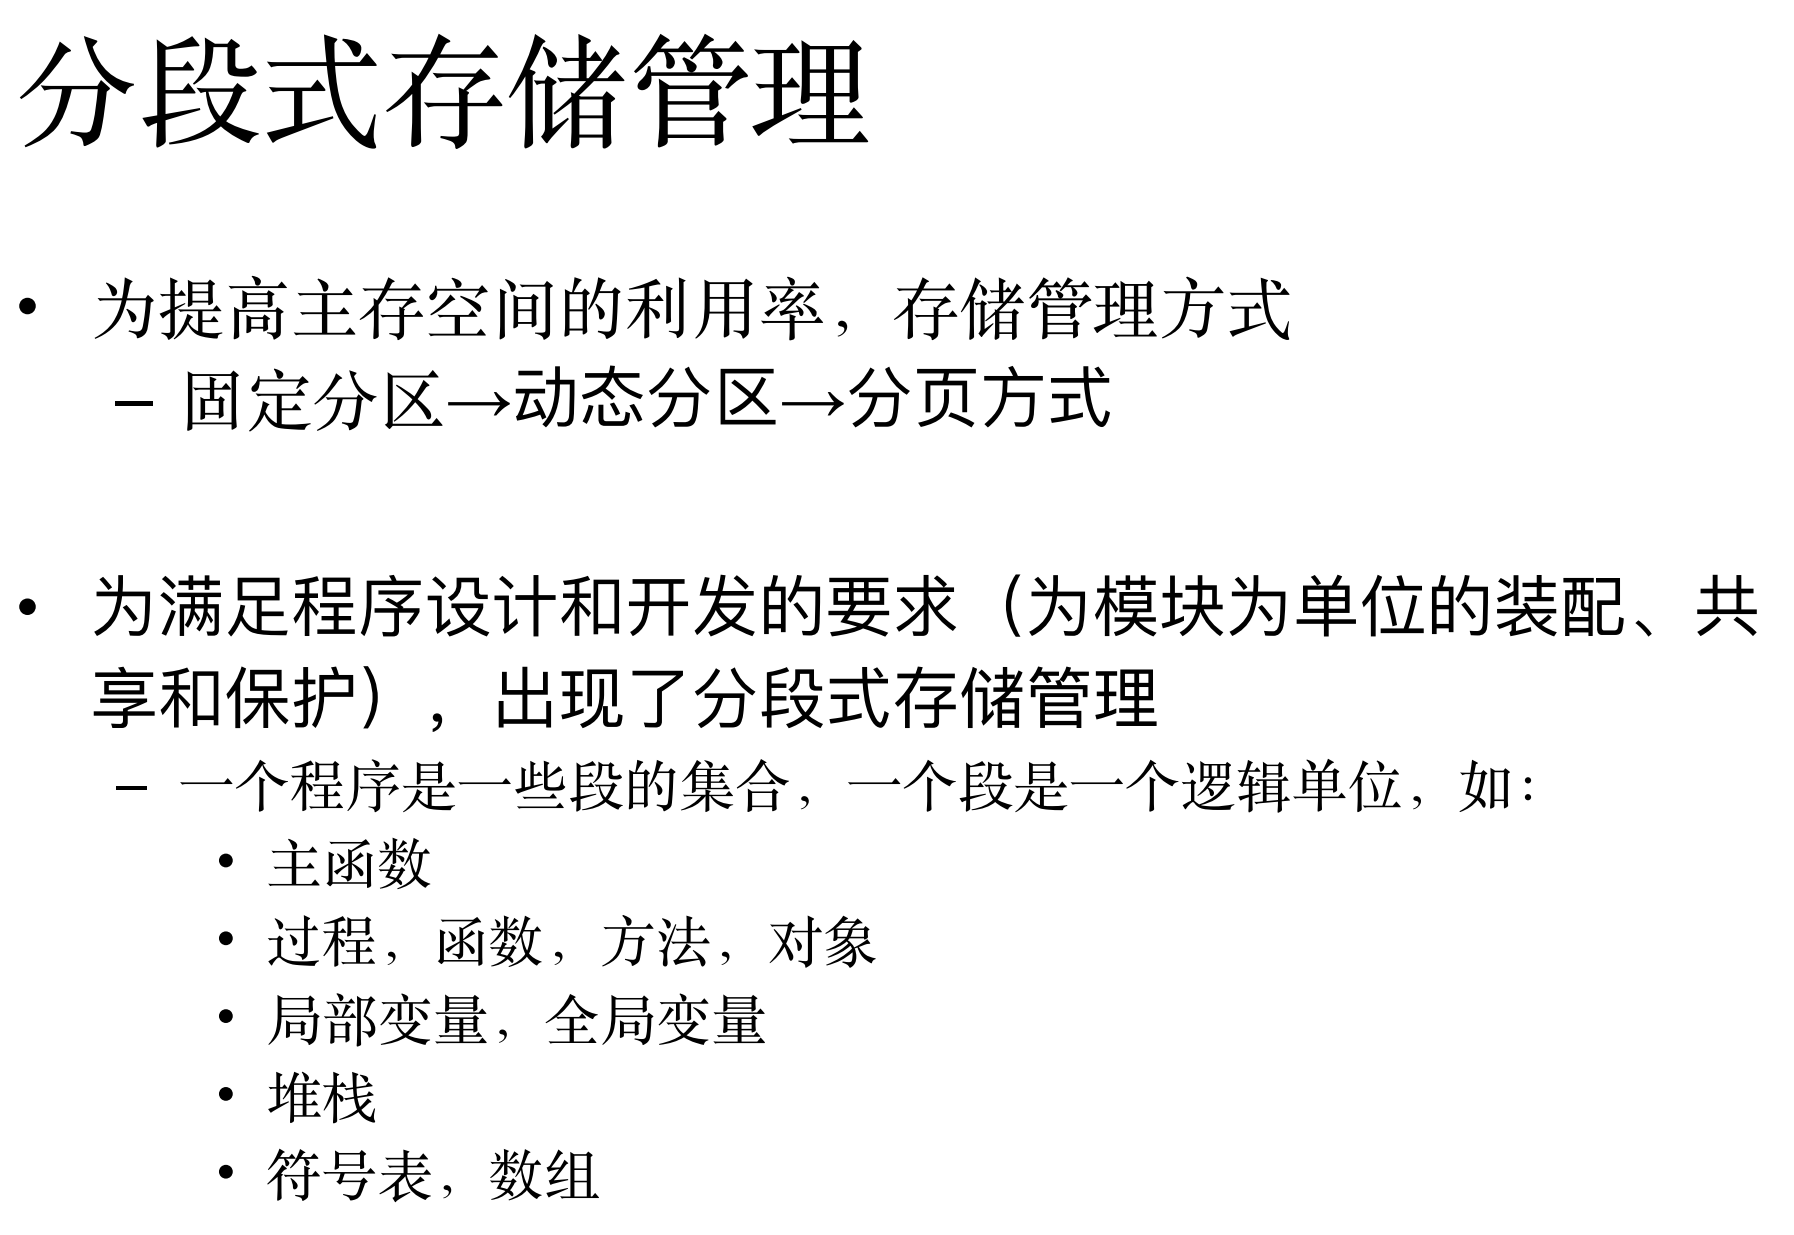 分段式存储管理
• 为提高主存空间的利用率，存储管理方式
– 固定分区→动态分区→分页方式
• 为满足程序设计和开发的要求（为模块为单位的装配、共
享和保护），出现了分段式存储管理
– 一个程序是一些段的集合，一个段是一个逻辑单位，如：
• 主函数
• 过程，函数，方法，对象
• 局部变量，全局变量
• 堆栈
• 符号表，数组